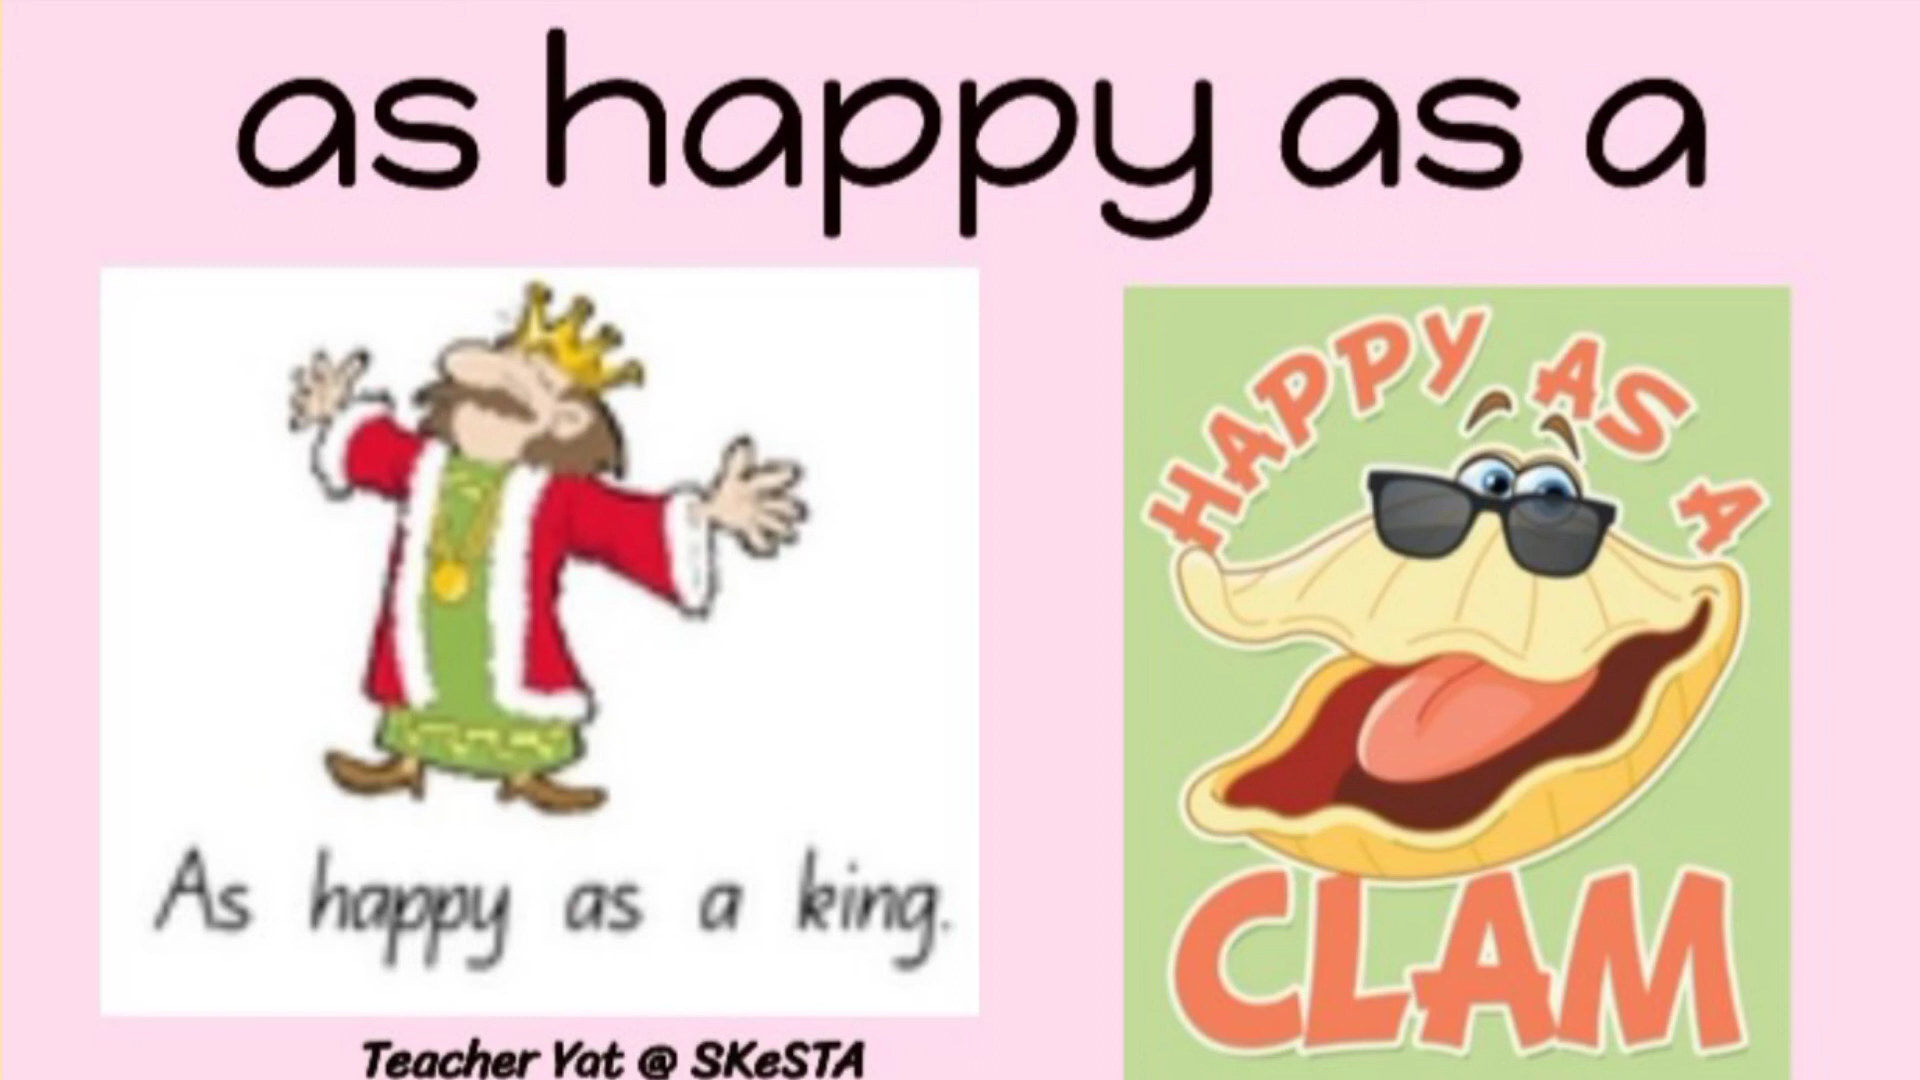 as happy as a
As happy as a king.
HAPPY AS A
CLAM
Teacher Yat @ SKeSTA